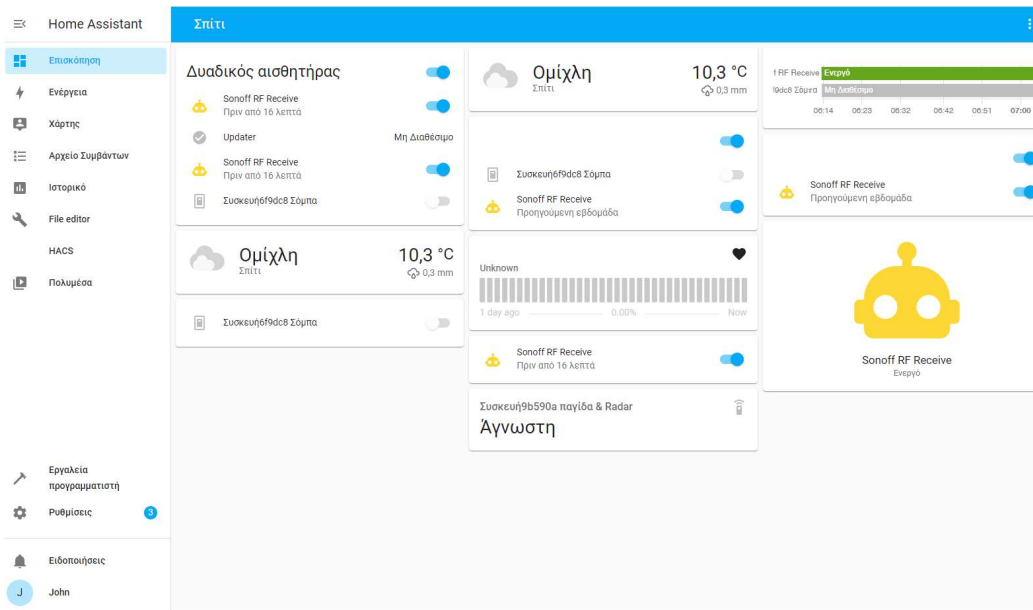 Home Assistant
Επισκόπηση
Ενέργεια
Χάρτης
Αρχείο Συμβάντων
Ιστορικό
File editor
HACS
Πολυμέσα
Εργαλεία
προγραμματιστή
Ρυθμίσεις 3
Ειδοποιήσεις
J John
Σπίτι
Δυαδικός αισθητήρας
Sonoff RF Receive
Πριν από 16 λεπτά
Updater Μη Διαθέσιμο
Sonoff RF Receive
Πριν από 16 λεπτά
Συσκευή6f9dc8 Σόμπα
Ομίχλη 10,3 °C
Σπίτι 0,3 mm
Συσκευή6f9dc8 Σόμπα
Ομίχλη 10,3 °C
Σπίτι 0,3 mm
Συσκευή6f9dc8 Σόμπα
Sonoff RF Receive
Προηγούμενη εβδομάδα
Unknown
1 day ago 0.00% Now
Sonoff RF Receive
Πριν από 16 λεπτά
Συσκευή9b590a παγίδα & Radar
Άγνωστη
f RF Receive Ενεργό
f9dc8 Σόμπα Μη Διαθέσιμο
06:14 06:23 06:32 06:42 06:51 07:00
Sonoff RF Receive
Προηγούμενη εβδομάδα
Sonoff RF Receive
Ενεργό